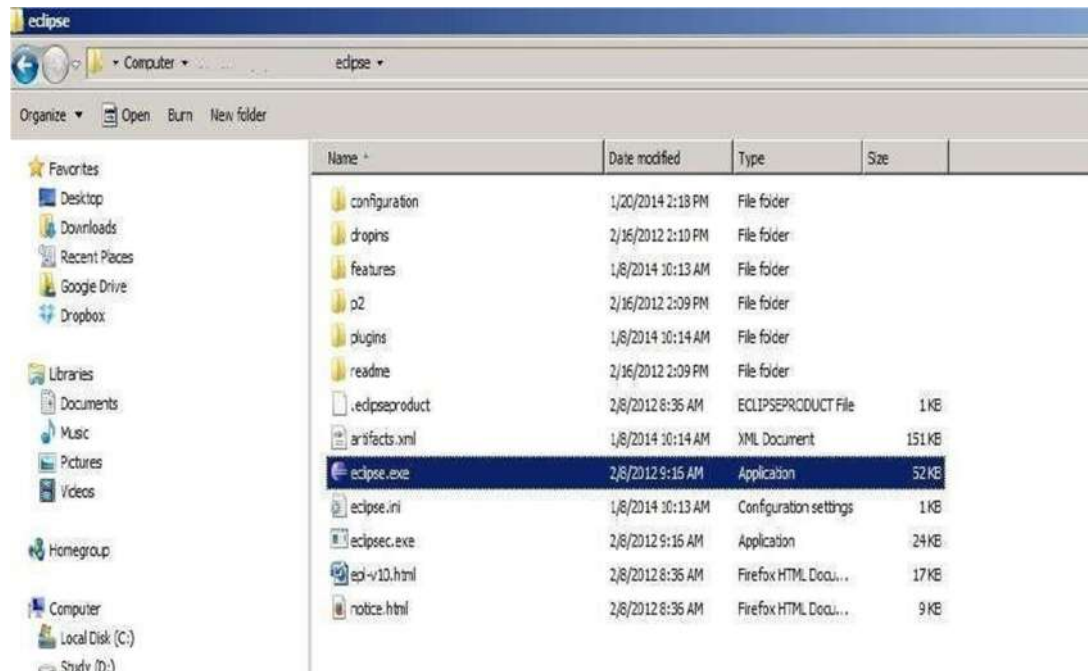 eclipse
Computer
eclipse
Organize Open Burn New folder
Name Date modified Type Size
Favorites
Desktop
Downloads
Recent Places
Google Drive
Dropbox
Libraries
Documents
Music
Pictures
Videos
Homegroup
Computer
Local Disk (C:)
Study (D:)
configuration 1/20/2014 2:18 PM File folder
dropins 2/16/2012 2:10 PM File folder
features 1/8/2014 10:13 AM File folder
p2 2/16/2012 2:09 PM File folder
plugins 1/8/2014 10:14 AM File folder
readme 2/16/2012 2:09 PM File folder
.eclipseproduct 2/8/2012 8:36 AM ECLIPSEPRODUCT File 1 KB
artifacts.xml 1/8/2014 10:14 AM XML Document 151 KB
eclipse.exe 2/8/2012 9:16 AM Application 52 KB
eclipse.ini 1/8/2014 10:13 AM Configuration settings 1 KB
eclipsec.exe 2/8/2012 9:16 AM Application 24 KB
epl-v10.html 2/8/2012 8:36 AM Firefox HTML Docu... 17 KB
notice.html 2/8/2012 8:36 AM Firefox HTML Docu... 9 KB